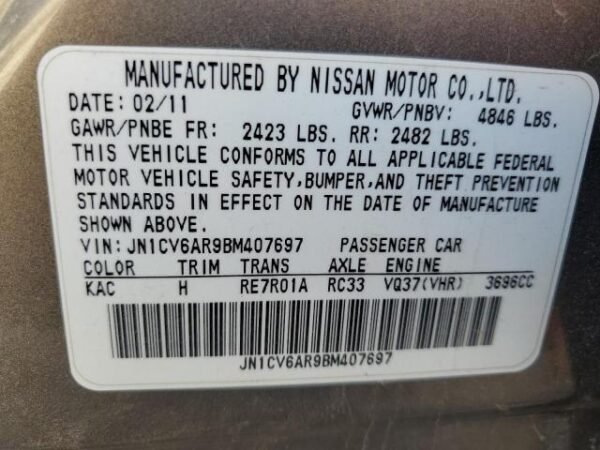 MANUFACTURED BY NISSAN MOTOR CO.,LTD.
DATE: 02/11 GVWR/PNBV: 4846 LBS.
GAWR/PNBE FR: 2423 LBS. RR: 2482 LBS.
THIS VEHICLE CONFORMS TO ALL APPLICABLE FEDERAL
MOTOR VEHICLE SAFETY,BUMPER,AND THEFT PREVENTION
STANDARDS IN EFFECT ON THE DATE OF MANUFACTURE
SHOWN ABOVE.
VIN: JN1CV6AR9BM407697 PASSENGER CAR
COLOR TRIM TRANS AXLE ENGINE
KAC H RE7R01A RC33 VQ37(VHR) 3696CC
JN1CV6AR9BM407697